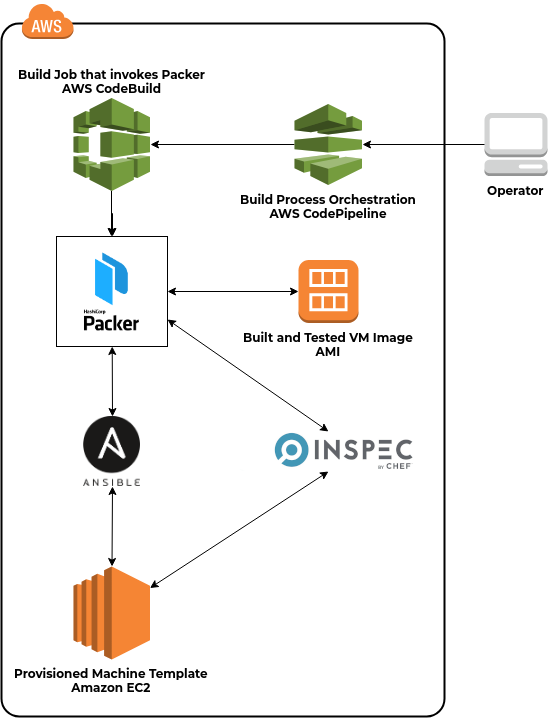 AWS
Build Job that invokes Packer
AWS CodeBuild
Build Process Orchestration
AWS CodePipeline
Operator
HashiCorp
Packer
Built and Tested VM Image
AMI
ANSIBLE
INSPEC
BY CHEF
Provisioned Machine Template
Amazon EC2